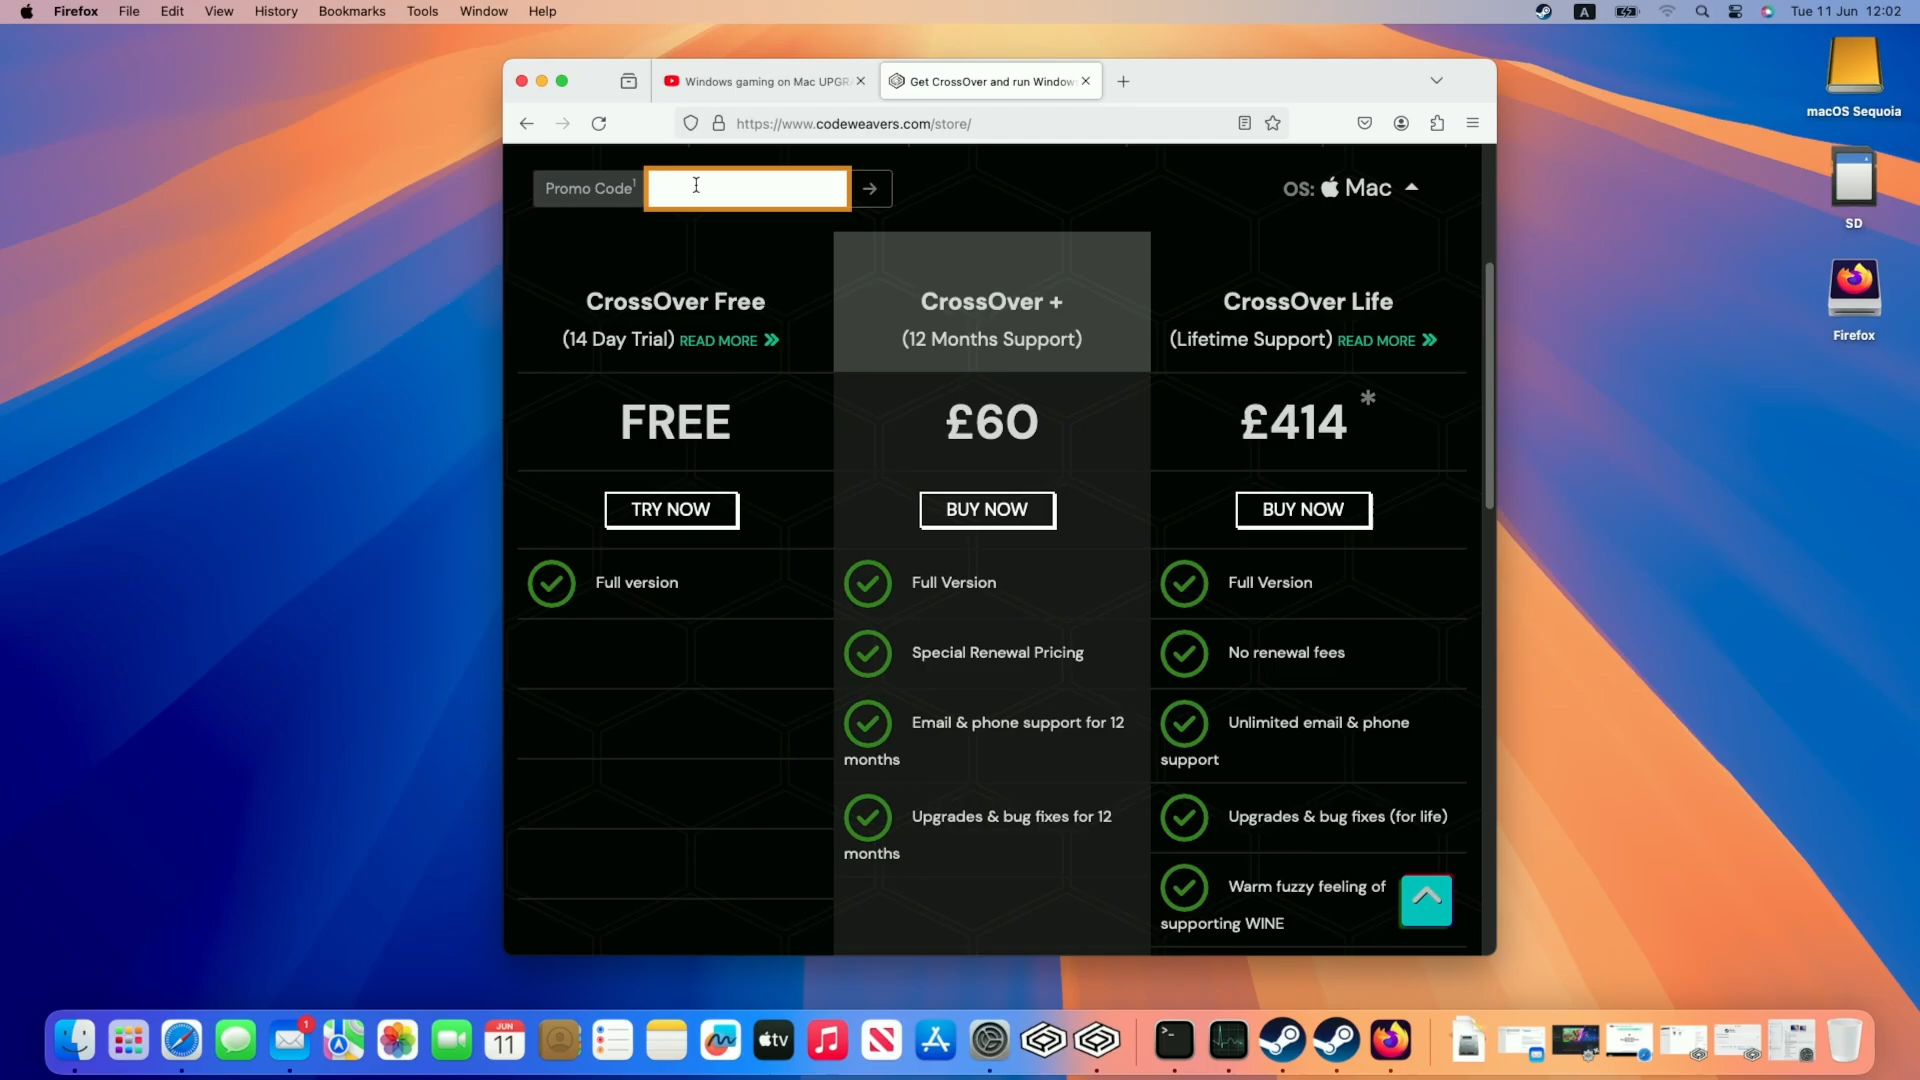 Firefox File Edit View History Bookmarks Tools Window Help
A
Tue 11 Jun 12:02
macOS Sequoia
SD
Firefox
Windows gaming on Mac UPGR
Get CrossOver and run Window
https://www.codeweavers.com/store/
Promo Code1
OS: Mac
CrossOver Free
(14 Day Trial) READ MORE
FREE
TRY NOW
Full version
CrossOver +
(12 Months Support)
£60
BUY NOW
Full Version
Special Renewal Pricing
Email & phone support for 12
months
Upgrades & bug fixes for 12
months
CrossOver Life
(Lifetime Support) READ MORE
£414 *
BUY NOW
Full Version
No renewal fees
Unlimited email & phone
support
Upgrades & bug fixes (for life)
Warm fuzzy feeling of
supporting WINE
1
JUN
11
tv